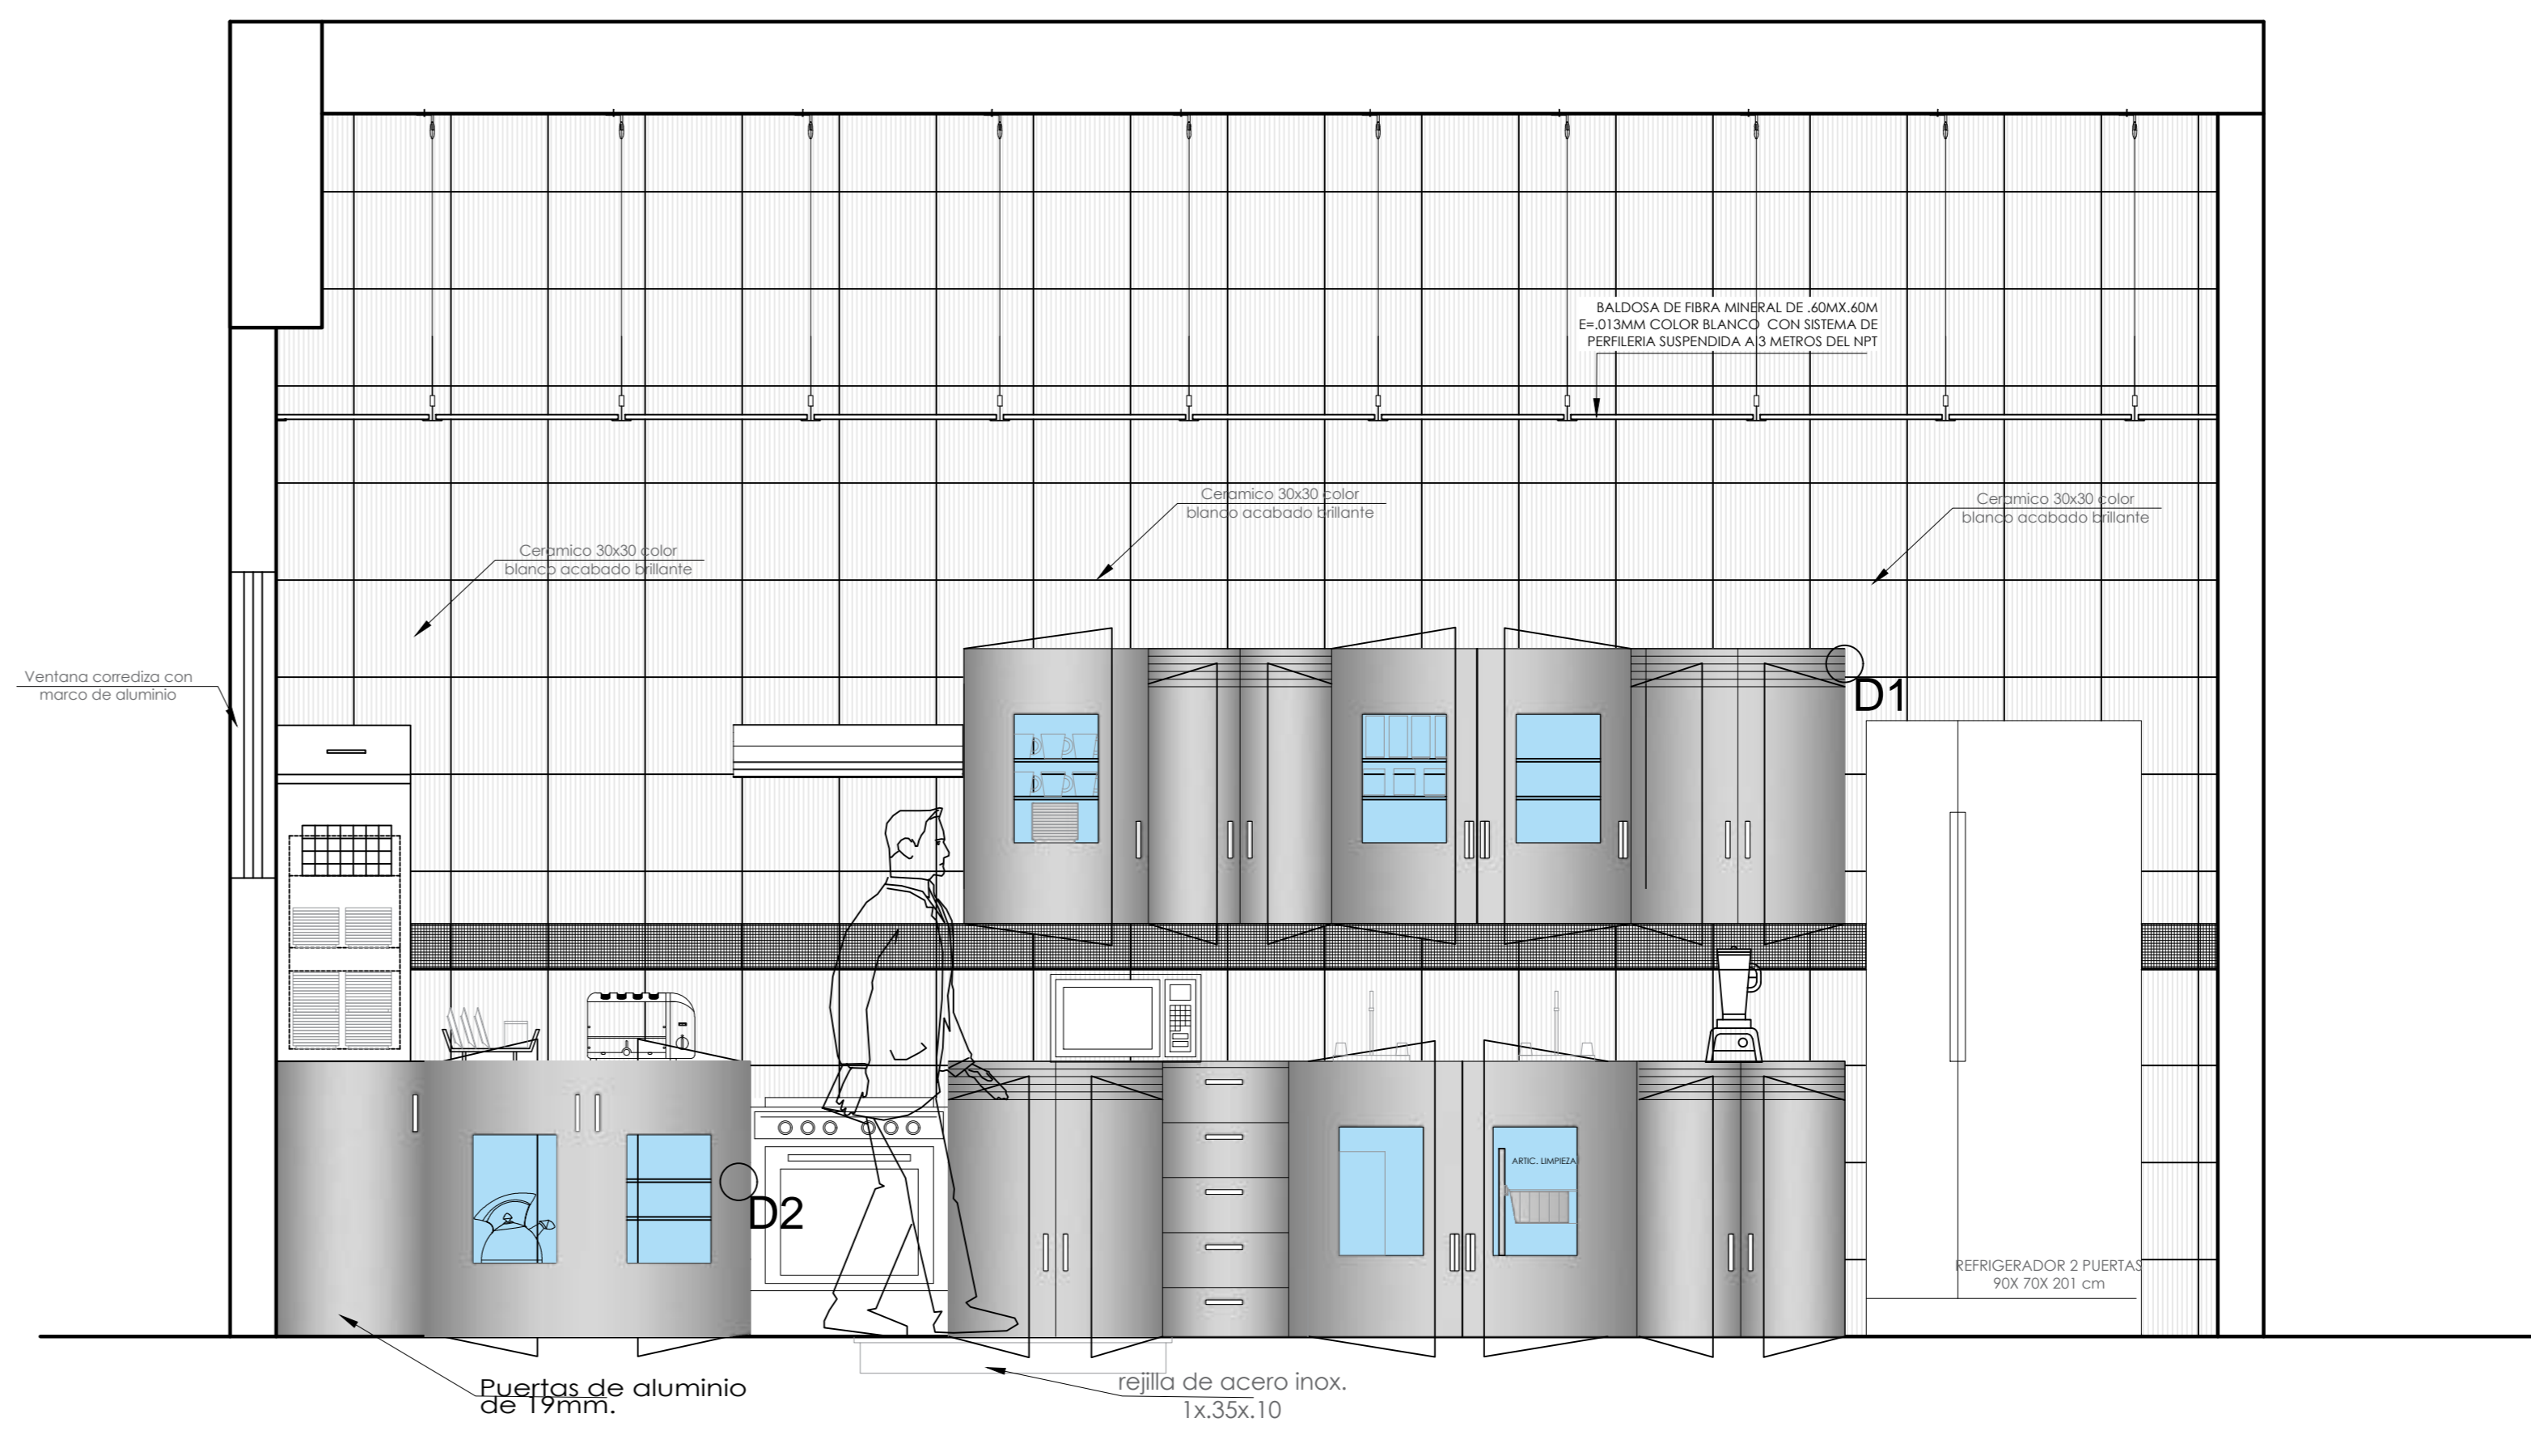 BALDOSA DE FIBRA MINERAL DE .60MX.60M
E=.013MM COLOR BLANCO CON SISTEMA DE
PERFILERIA SUSPENDIDA A 3 METROS DEL NPT
Ceramico 30x30 color
blanco acabado brillante
Ceramico 30x30 color
blanco acabado brillante
Ceramico 30x30 color
blanco acabado brillante
Ventana corrediza con
marco de aluminio
D1
ARTIC. LIMPIEZA
D2
REFRIGERADOR 2 PUERTAS
90X 70X 201 cm
Puertas de aluminio
de 19mm.
rejilla de acero inox.
1x.35x.10